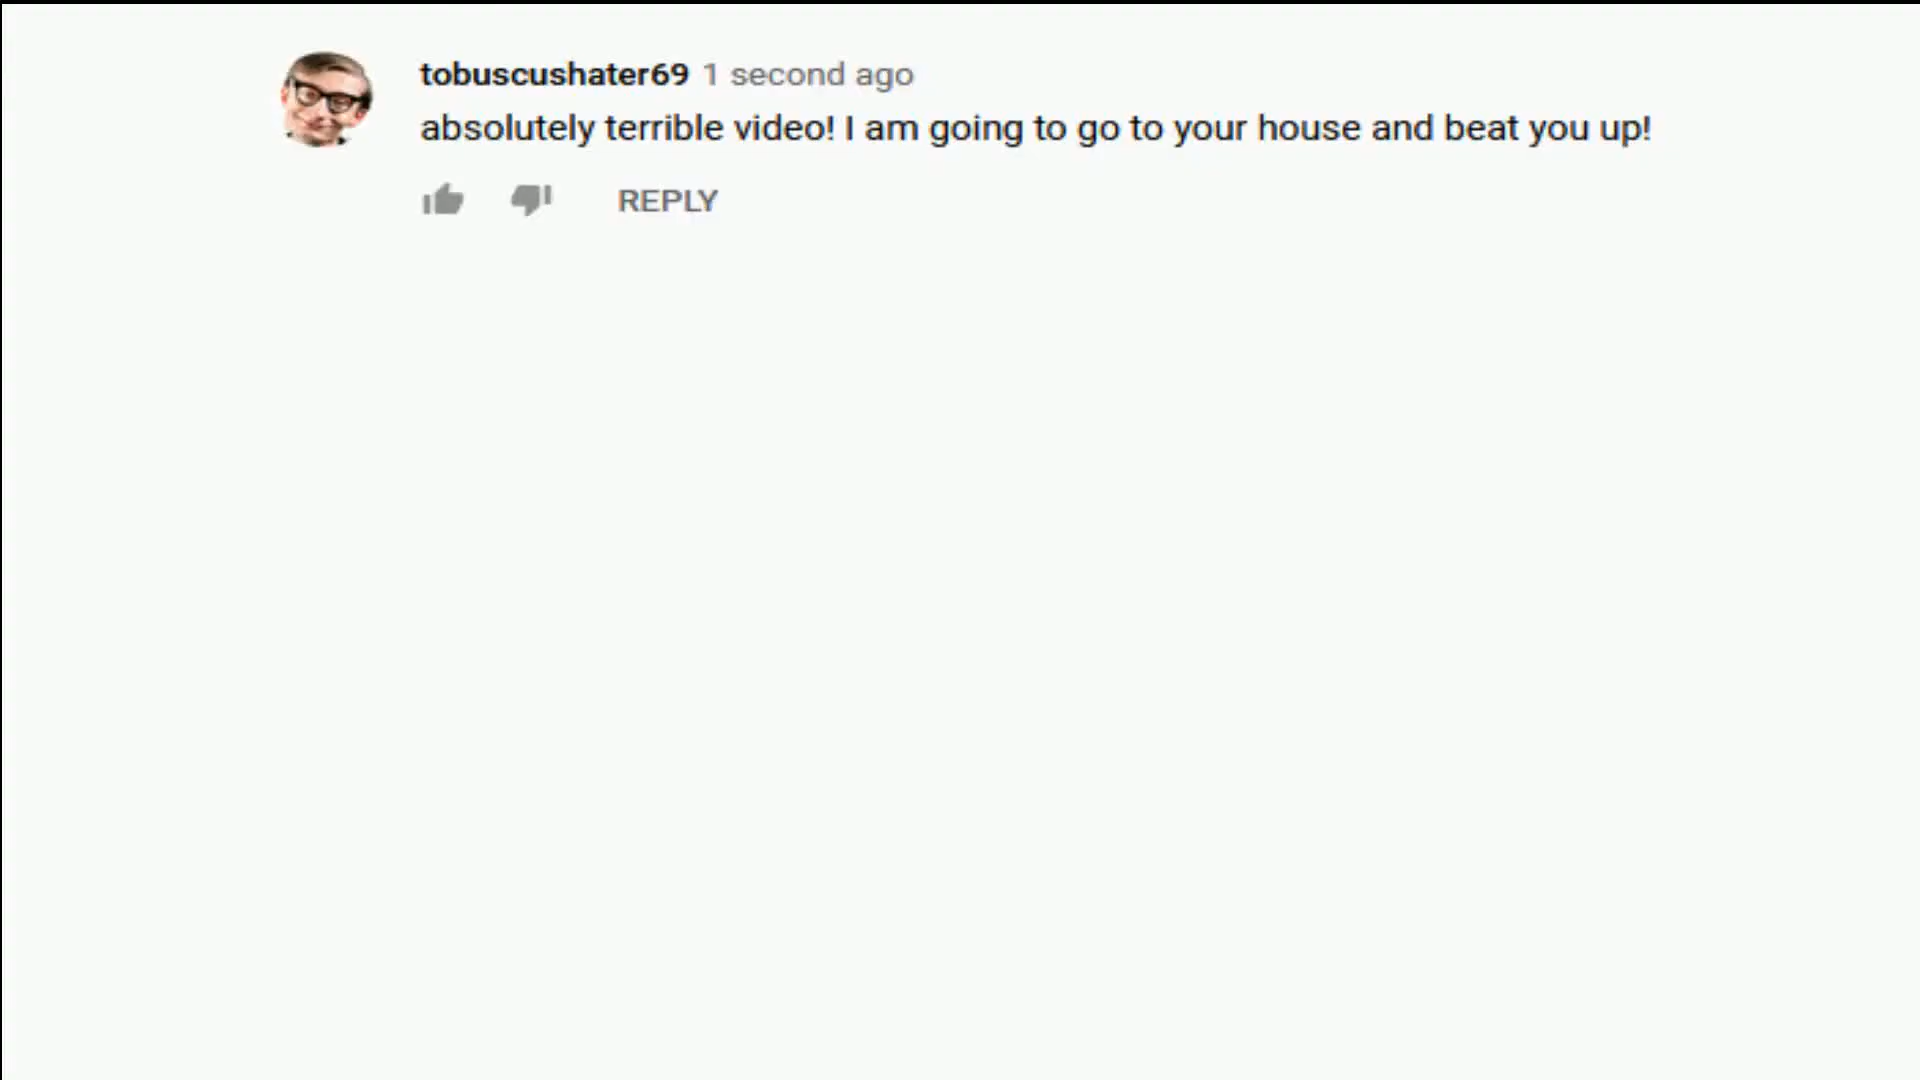 tobuscushater69 1 second ago
absolutely terrible video! I am going to go to your house and beat you up!
REPLY